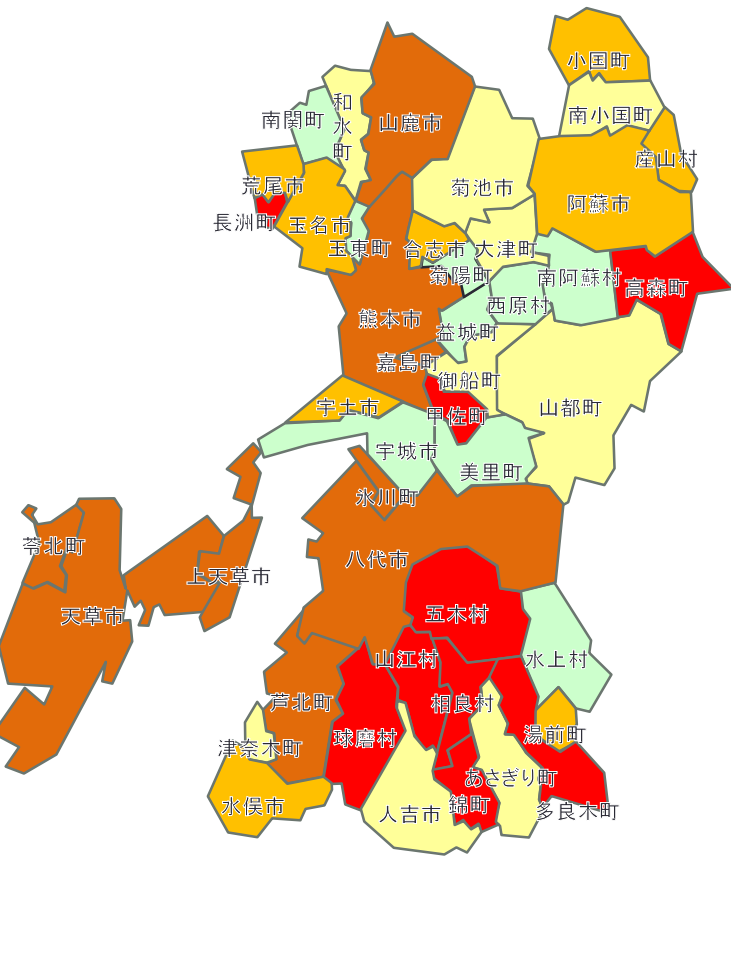 小国町
南小国町
産山村
阿蘇市
和水町
南関町
山鹿市
菊池市
荒尾市
長洲町
玉名市
玉東町
合志市
大津町
菊陽町
南阿蘇村
高森町
西原村
熊本市
益城町
嘉島町
御船町
宇土市
甲佐町
山都町
宇城市
美里町
氷川町
八代市
苓北町
上天草市
天草市
五木村
水上村
山江村
相良村
芦北町
球磨村
湯前町
津奈木町
あさぎり町
水俣市
人吉市
錦町
多良木町